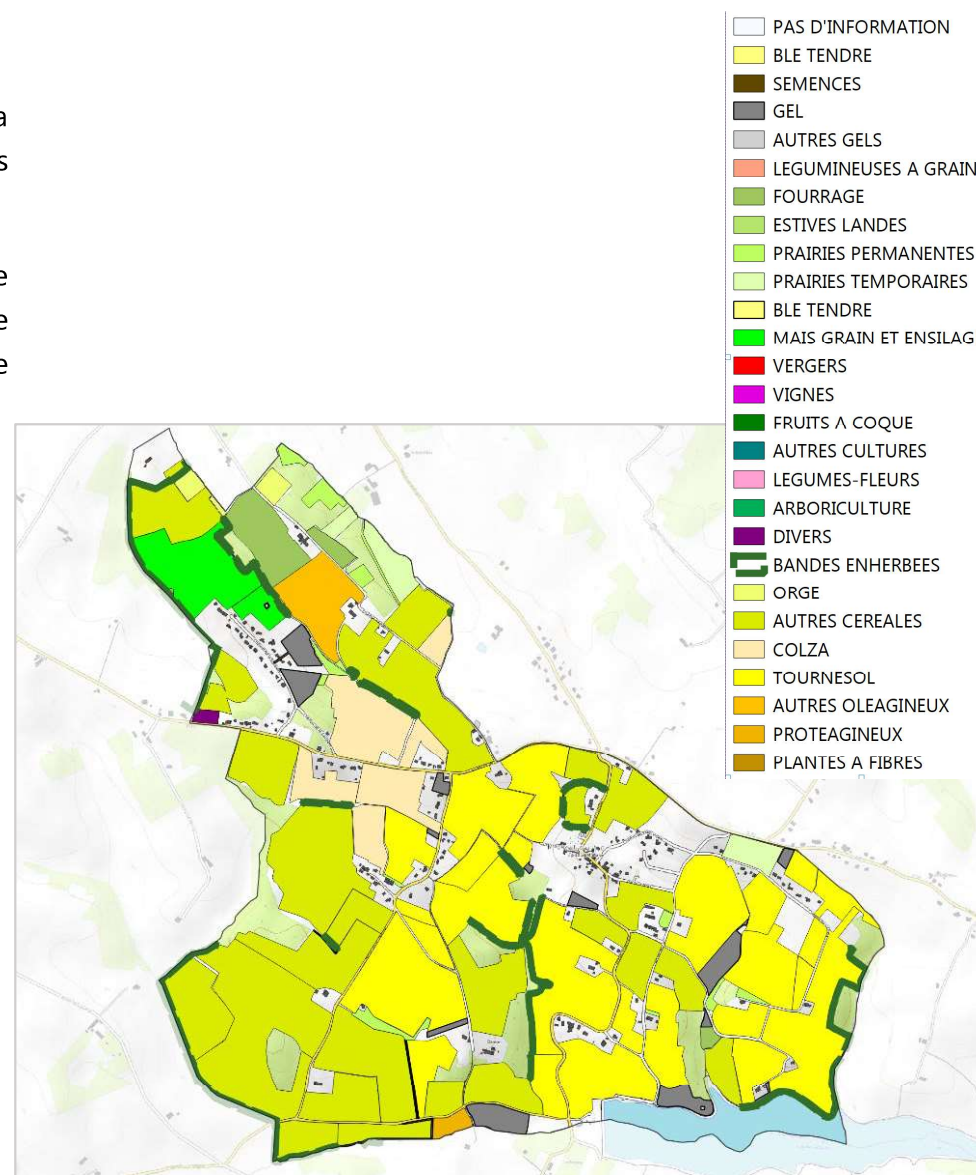 a
s
e
e
e
PAS D'INFORMATION
BLE TENDRE
SEMENCES
GEL
AUTRES GELS
LEGUMINEUSES A GRAIN
FOURRAGE
ESTIVES LANDES
PRAIRIES PERMANENTES
PRAIRIES TEMPORAIRES
BLE TENDRE
MAIS GRAIN ET ENSILAG
VERGERS
VIGNES
FRUITS A COQUE
AUTRES CULTURES
LEGUMES-FLEURS
ARBORICULTURE
DIVERS
BANDES ENHERBEES
ORGE
AUTRES CEREALES
COLZA
TOURNESOL
AUTRES OLEAGINEUX
PROTEAGINEUX
PLANTES A FIBRES